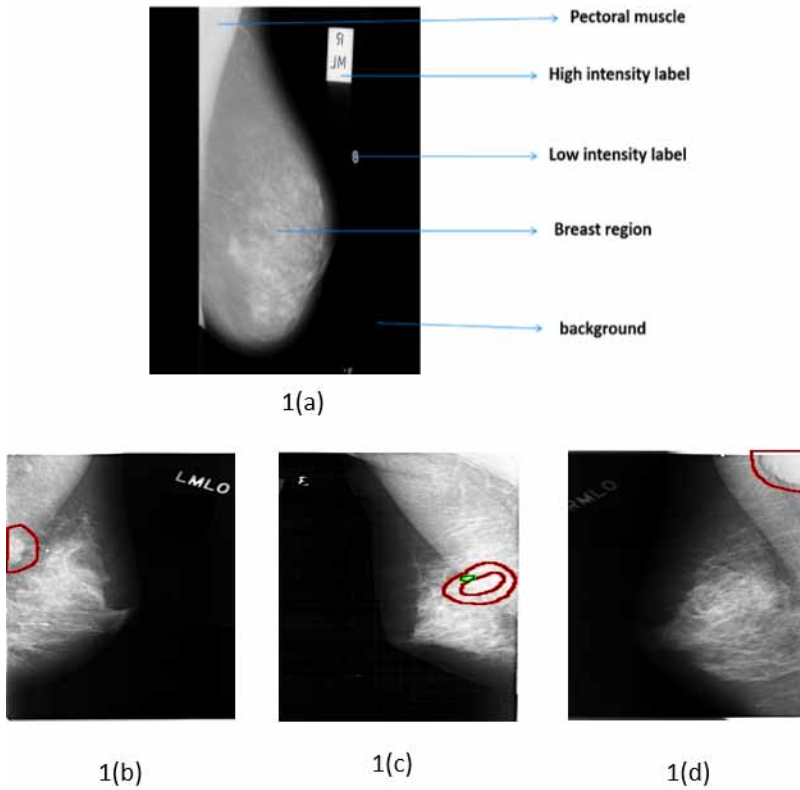 Pectoral muscle
High intensity label
Low intensity label
Breast region
background
1(a)
LMLO
RMLO
1(b)
1(c)
1(d)